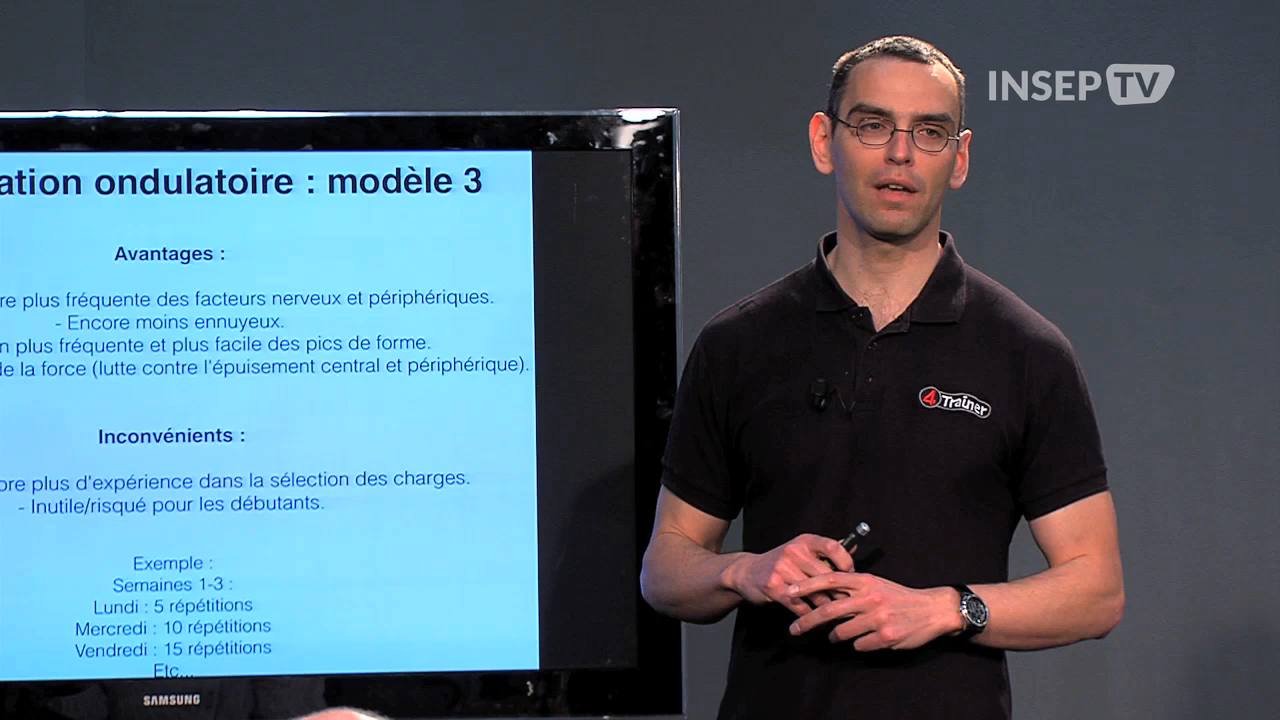 INSEP TV
ation ondulatoire : modèle 3
Avantages :
re plus fréquente des facteurs nerveux et périphériques.
- Encore moins ennuyeux.
n plus fréquente et plus facile des pics de forme.
de la force (lutte contre l'épuisement central et périphérique).
Inconvénients :
ore plus d'expérience dans la sélection des charges.
- Inutile/risqué pour les débutants.
Exemple :
Semaines 1-3 :
Lundi : 5 répétitions
Mercredi : 10 répétitions
Vendredi : 15 répétitions
Etc...
SAMSUNG
4Trainer